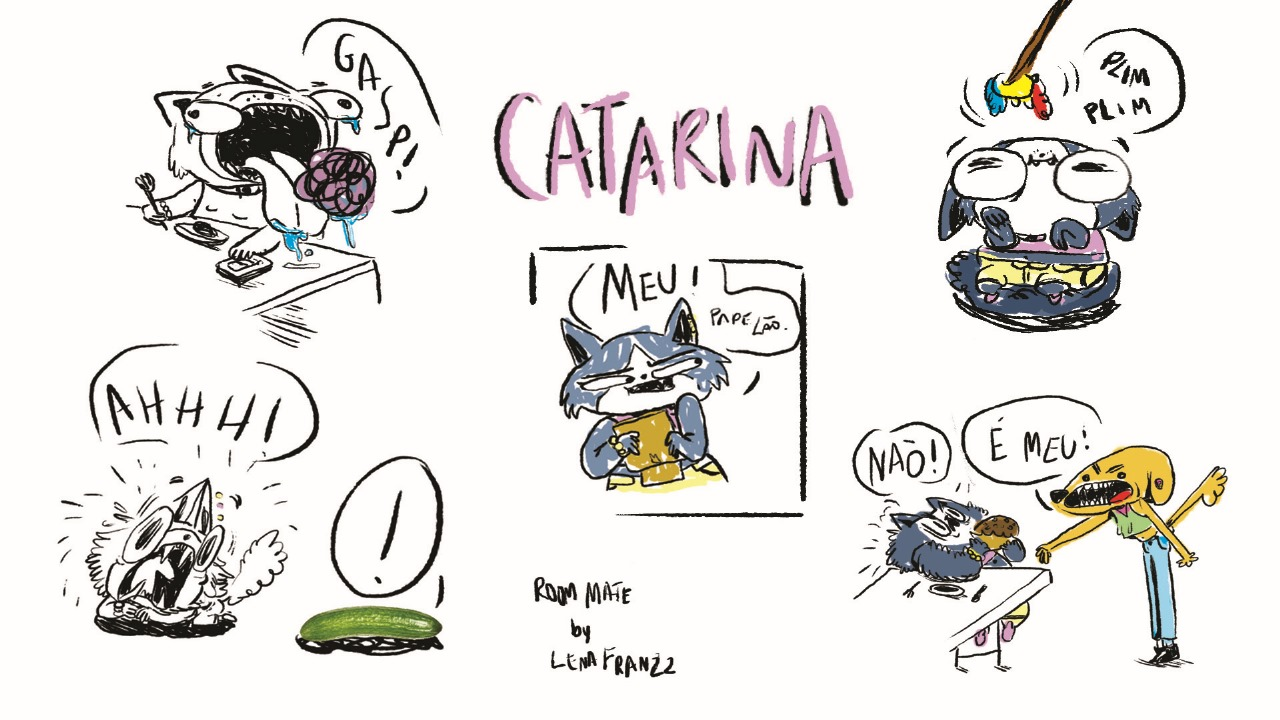 GASP!
CATARINA
PLIM
PLIM
MEU!
PAPELÃO.
AHHH!
!
NÃO!
É MEU!
ROOM MATE
by
LENA FRANZZ